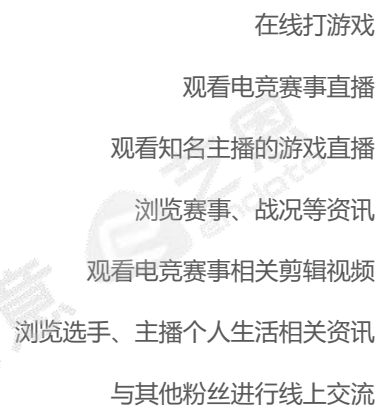 在线打游戏
观看电竞赛事直播
观看知名主播的游戏直播
浏览赛事、战况等资讯
观看电竞赛事相关剪辑视频
浏览选手、主播个人生活相关资讯
与其他粉丝进行线上交流
艺恩
endata